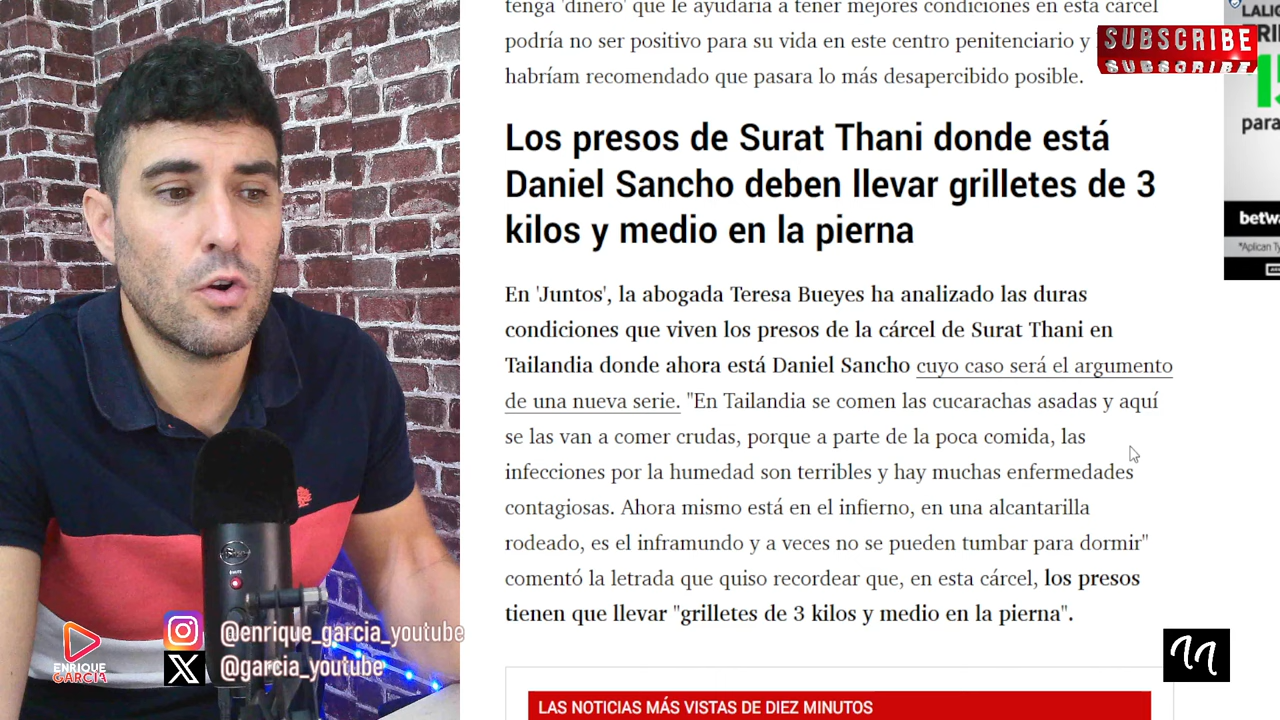 tenga 'dinero' que le ayudaría a tener mejores condiciones en esta cárcel
podría no ser positivo para su vida en este centro penitenciario y
habríam recomendado que pasara lo más desapercibido posible.
SUBSCRIBE
Los presos de Surat Thani donde está
Daniel Sancho deben llevar grilletes de 3
kilos y medio en la pierna
En 'Juntos', la abogada Teresa Bueyes ha analizado las duras
condiciones que viven los presos de la cárcel de Surat Thani en
Tailandia donde ahora está Daniel Sancho cuyo caso será el argumento
de una nueva serie. "En Tailandia se comen las cucarachas asadas y aquí
se las van a comer crudas, porque a parte de la poca comida, las
infecciones por la humedad son terribles y hay muchas enfermedades
contagiosas. Ahora mismo está en el infierno, en una alcantarilla
rodeado, es el inframundo y a veces no se pueden tumbar para dormir"
comentó la letrada que quiso recordear que, en esta cárcel, los presos
tienen que llevar "grilletes de 3 kilos y medio en la pierna".
LAS NOTICIAS MÁS VISTAS DE DIEZ MINUTOS
@enrique_garcia_youtube
@garcia_youtube
ENRIQUE
GARCIA